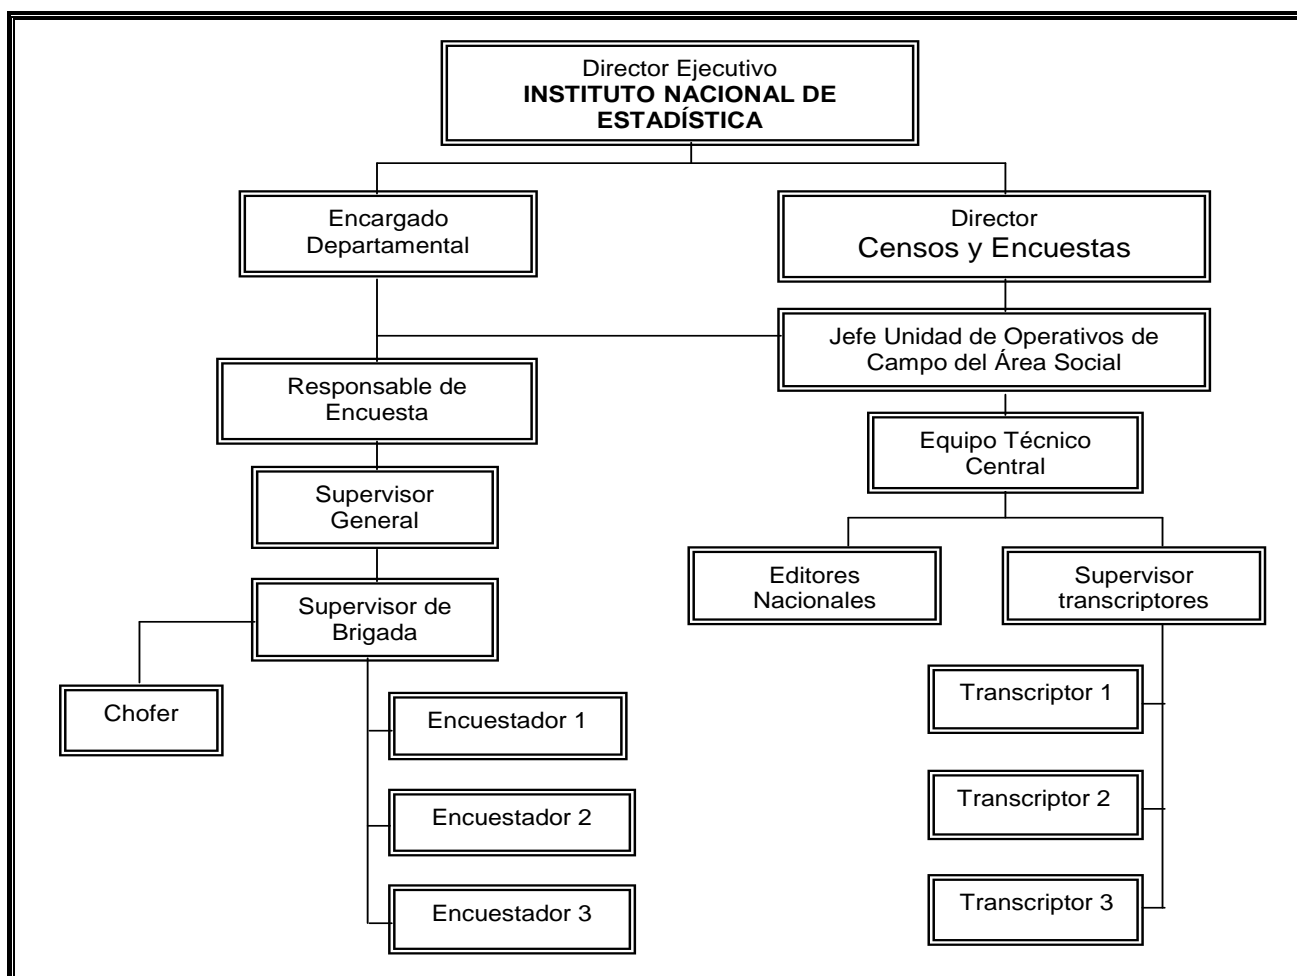 Director Ejecutivo
INSTITUTO NACIONAL DE
ESTADÍSTICA
Encargado
Departamental
Director
Censos y Encuestas
Jefe Unidad de Operativos de
Campo del Área Social
Responsable de
Encuesta
Equipo Técnico
Central
Supervisor
General
Editores
Nacionales
Supervisor
transcriptores
Supervisor de
Brigada
Chofer
Encuestador 1
Encuestador 2
Encuestador 3
Transcriptor 1
Transcriptor 2
Transcriptor 3